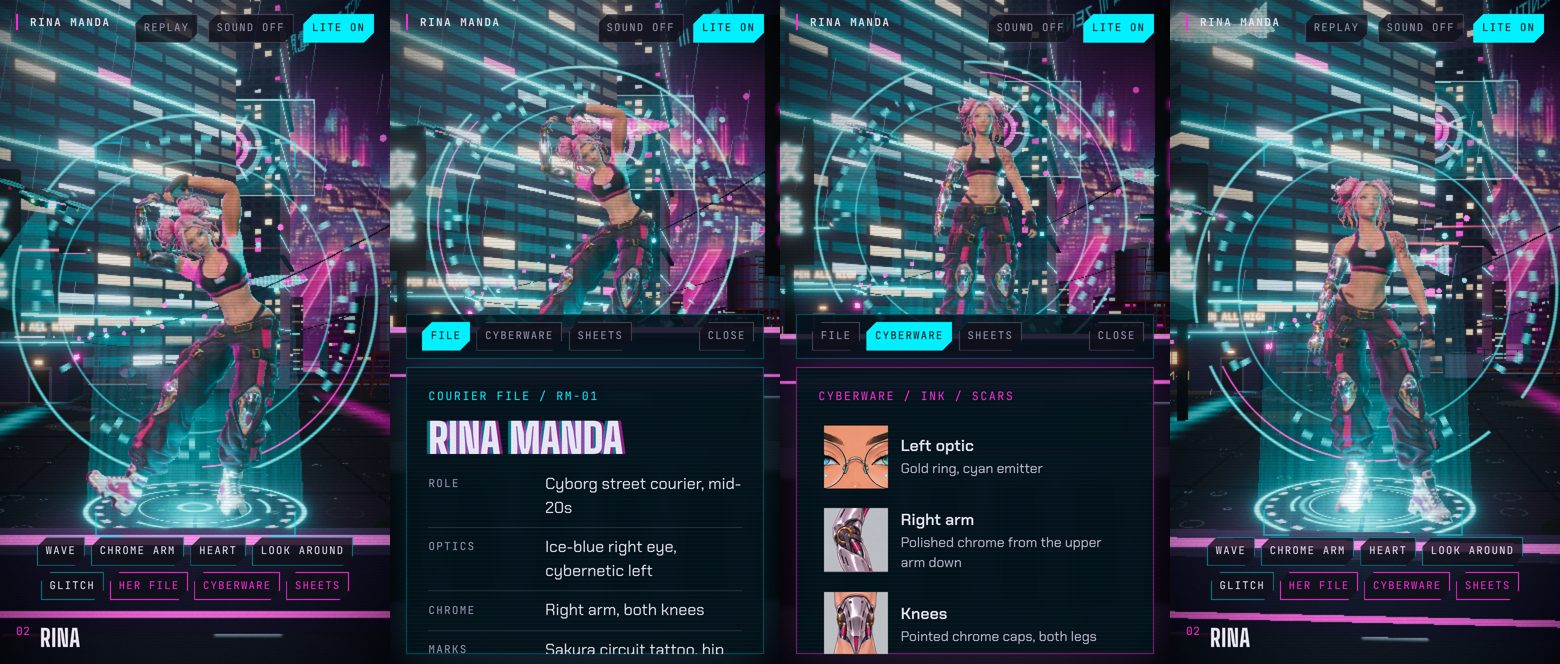 RINA MANDA
REPLAY
SOUND OFF
LITE ON
WAVE
CHROME ARM
HEART
LOOK AROUND
GLITCH
HER FILE
CYBERWARE
SHEETS
02
RINA
RINA MANDA
SOUND OFF
LITE ON
FILE
CYBERWARE
SHEETS
CLOSE
COURIER FILE / RM-01
RINA MANDA
ROLE
Cyborg street courier, mid-
20s
OPTICS
Ice-blue right eye,
cybernetic left
CHROME
Right arm, both knees
MARKS
Sakura circuit tattoo, hip
RINA MANDA
SOUND OFF
LITE ON
FILE
CYBERWARE
SHEETS
CLOSE
CYBERWARE / INK / SCARS
Left optic
Gold ring, cyan emitter
Right arm
Polished chrome from the upper
arm down
Knees
Pointed chrome caps, both legs
RINA MANDA
REPLAY
SOUND OFF
LITE ON
WAVE
CHROME ARM
HEART
LOOK AROUND
GLITCH
HER FILE
CYBERWARE
SHEETS
02
RINA